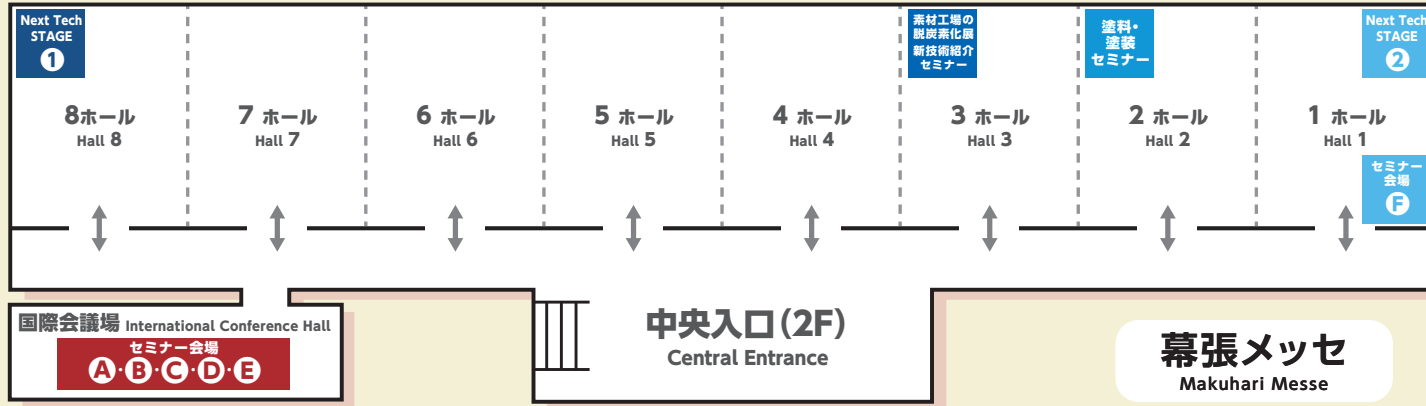 Next Tech
STAGE
1
素材工場の
脱炭素化展
新技術紹介
セミナー
塗料・
塗装
セミナー
Next Tech
STAGE
2
8ホール
Hall 8
7 ホール
Hall 7
6 ホール
Hall 6
5 ホール
Hall 5
4 ホール
Hall 4
3 ホール
Hall 3
2 ホール
Hall 2
1 ホール
Hall 1
セミナー
会場
F
国際会議場 International Conference Hall
セミナー会場
A・B・C・D・E
中央入口(2F)
Central Entrance
幕張メッセ
Makuhari Messe